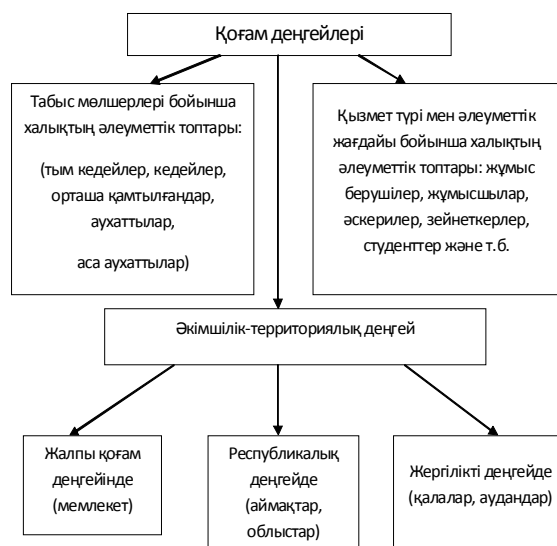 Қоғам деңгейлері
Табыс мөлшерлері бойынша
халықтың әлеуметтік топтары:
(тым кедейлер, кедейлер,
орташа қамтылғандар,
аухаттылар,
аса аухаттылар)
Қызмет түрі мен әлеуметтік
жағдайы бойынша халықтың
әлеуметтік топтары: жұмыс
берушілер, жұмысшылар,
әскерилер, зейнеткерлер,
студенттер және т.б.
Әкімшілік-территориялық деңгей
Жалпы қоғам
деңгейінде
(мемлекет)
Республикалық
деңгейде
(аймақтар,
облыстар)
Жергілікті деңгейде
(қалалар, аудандар)